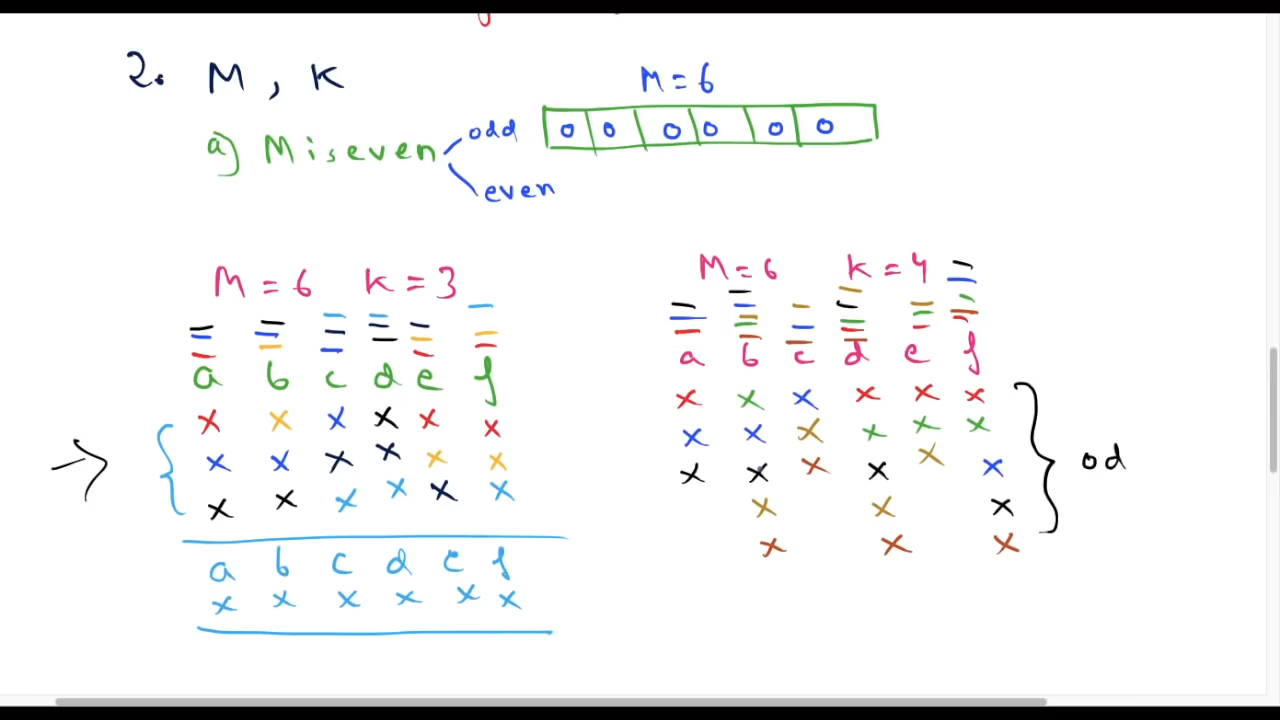 2. M , K
M = 6
a) M is even
odd
0 0 0 0 0 0
even
M = 6 K = 3
M = 6 K = 4
a b c d e f
a b c d e f
x x x x x x
x x x x x x
x x x x x x
x x x x x x
x x x x x x
x x x x
x x x
x x x
od
a b c d e f
x x x x x x